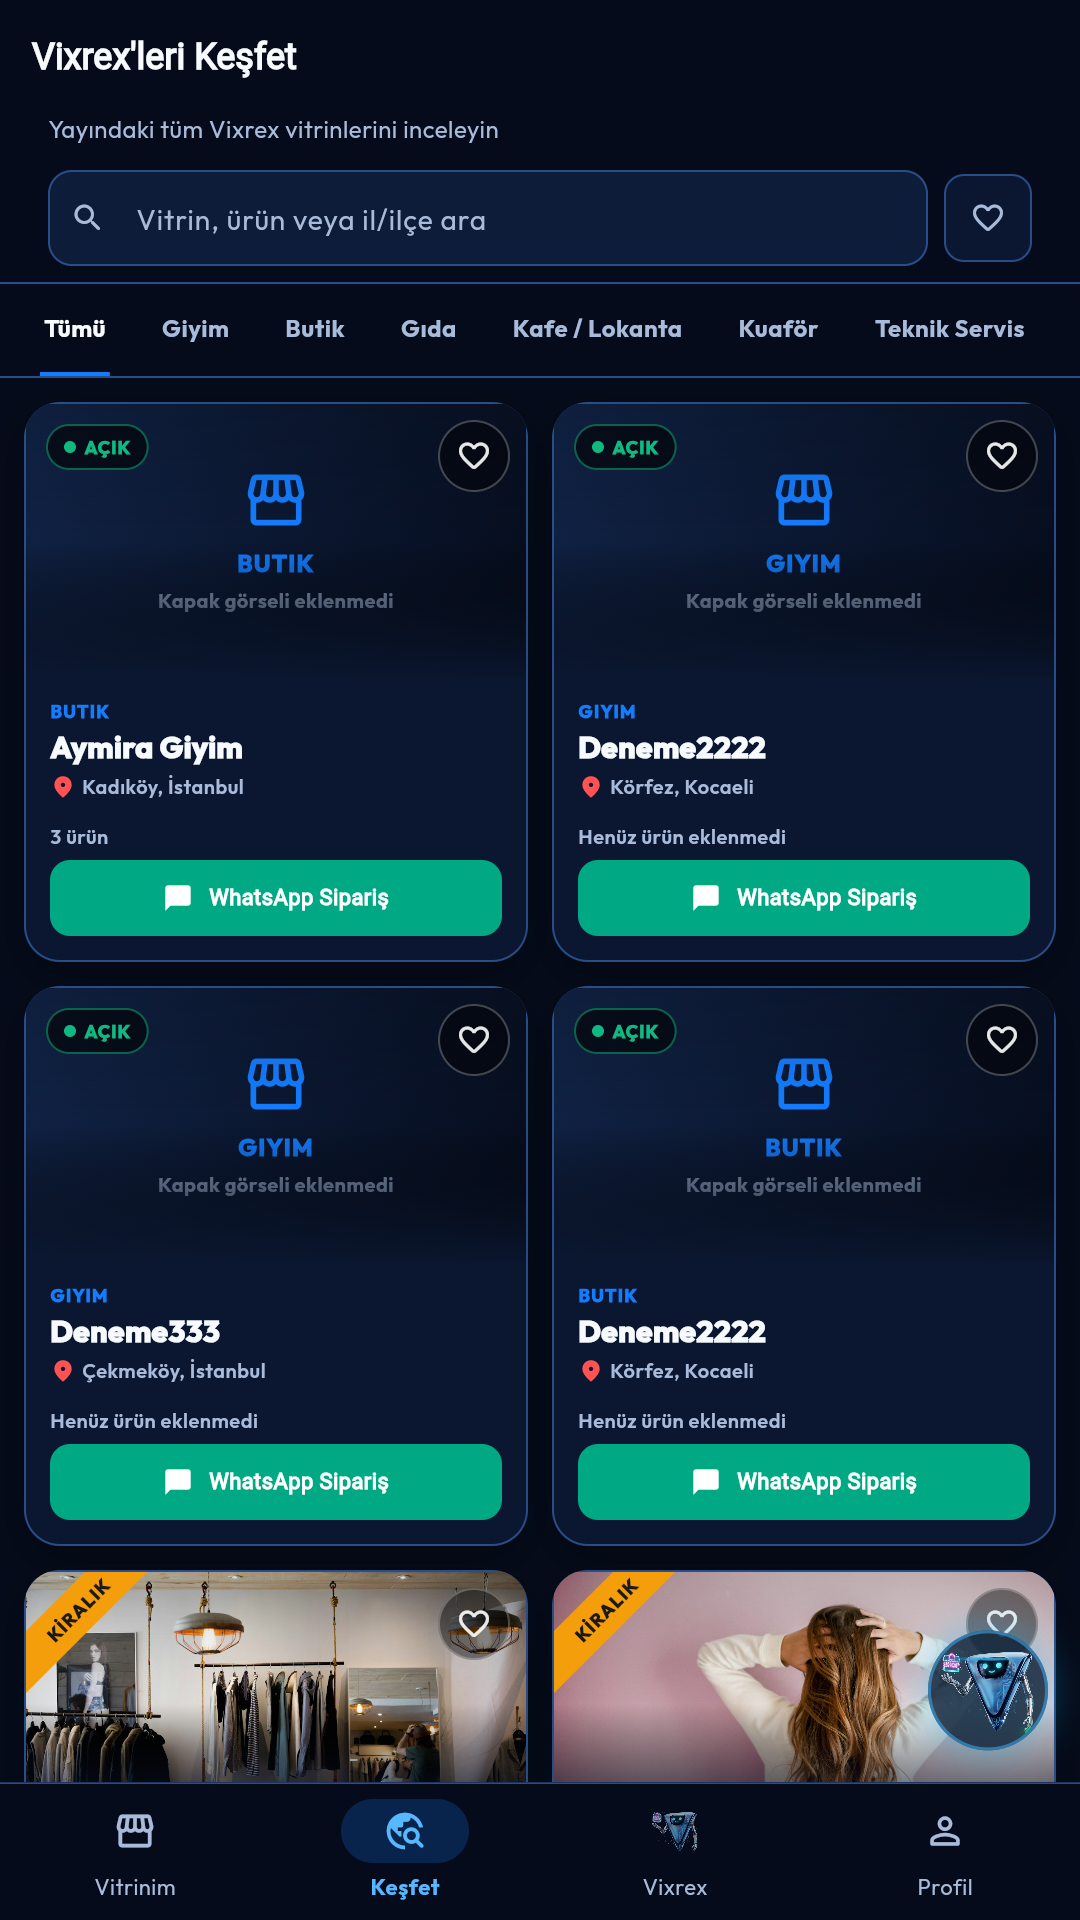 Vixrex'leri Keşfet
Yayındaki tüm Vixrex vitrinlerini inceleyin
Vitrin, ürün veya il/ilçe ara
Tümü Giyim Butik Gıda Kafe / Lokanta Kuaför Teknik Servis
AÇIK
BUTIK
Kapak görseli eklenmedi
BUTIK
Aymira Giyim
Kadıköy, İstanbul
3 ürün
WhatsApp Sipariş
AÇIK
GIYIM
Kapak görseli eklenmedi
GIYIM
Deneme2222
Körfez, Kocaeli
Henüz ürün eklenmedi
WhatsApp Sipariş
AÇIK
GIYIM
Kapak görseli eklenmedi
GIYIM
Deneme333
Çekmeköy, İstanbul
Henüz ürün eklenmedi
WhatsApp Sipariş
AÇIK
BUTIK
Kapak görseli eklenmedi
BUTIK
Deneme2222
Körfez, Kocaeli
Henüz ürün eklenmedi
WhatsApp Sipariş
KİRALIK
KİRALIK
Vitrinim
Keşfet
Vixrex
Profil